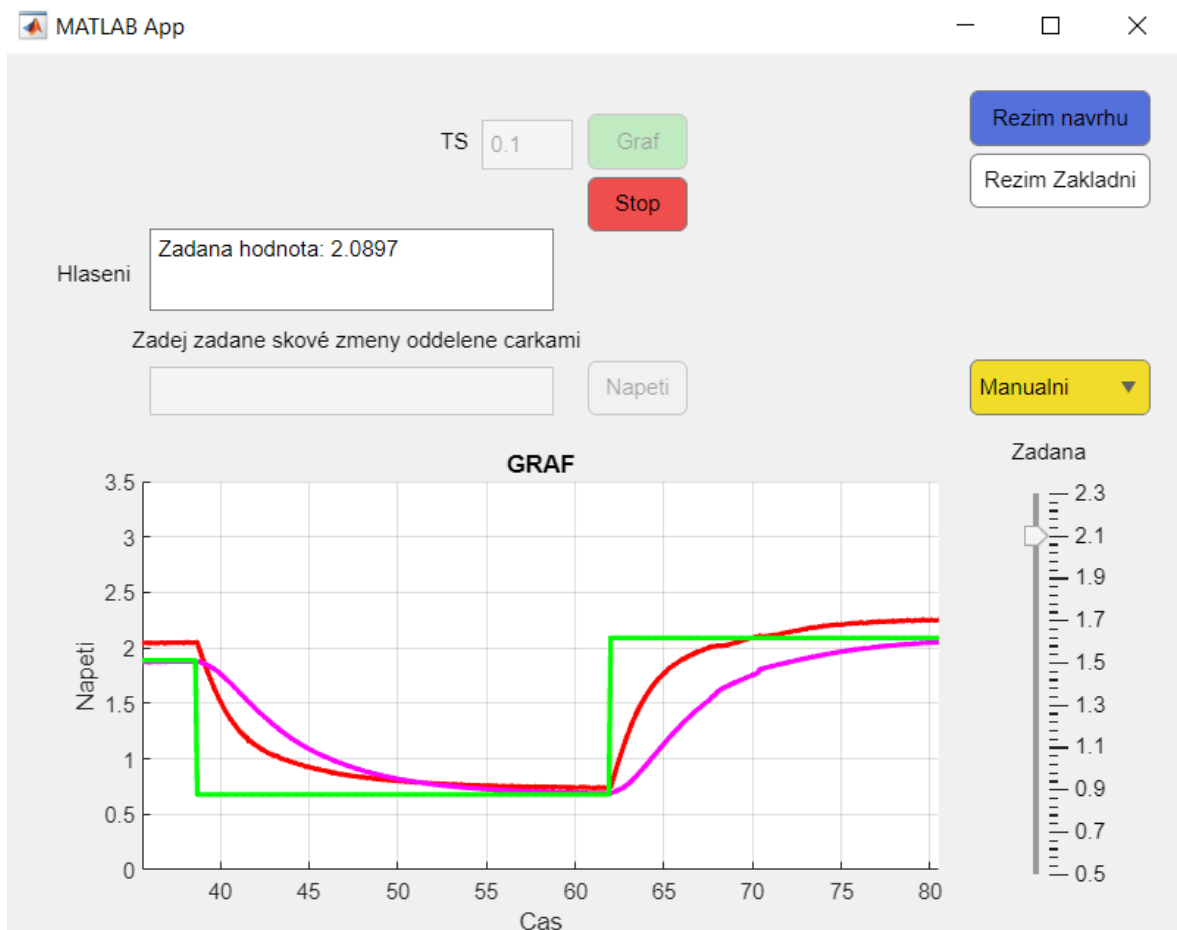 MATLAB App
TS
0.1
Graf
Rezim navrhu
Stop
Rezim Zakladni
Hlaseni
Zadana hodnota: 2.0897
Zadej zadane skové zmeny oddelene carkami
Napeti
Manualni
GRAF
Zadana
3.5
3
2.5
2
1.5
1
0.5
0
Napeti
40
45
50
55
60
65
70
75
80
Cas
2.3
2.1
1.9
1.7
1.5
1.3
1.1
0.9
0.7
0.5